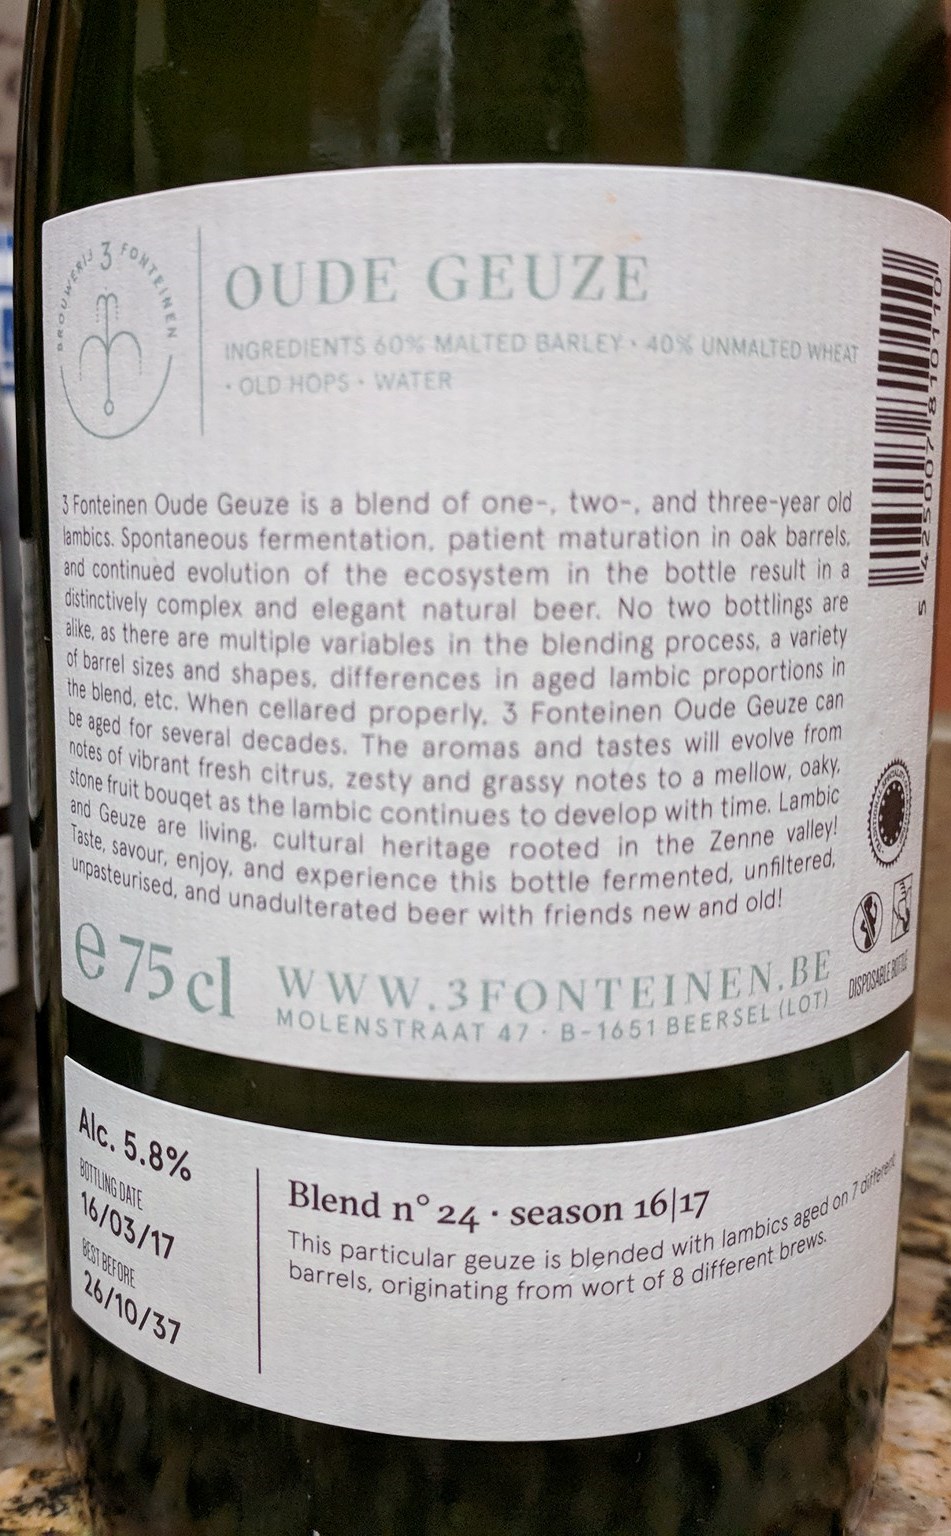 BROUWERIJ 3 FONTEINEN
OUDE GEUZE
INGREDIENTS 60% MALTED BARLEY · 40% UNMALTED WHEAT
· OLD HOPS · WATER
3 Fonteinen Oude Geuze is a blend of one-, two-, and three-year old
lambics. Spontaneous fermentation, patient maturation in oak barrels,
and continued evolution of the ecosystem in the bottle result in a
distinctively complex and elegant natural beer. No two bottlings are
alike, as there are multiple variables in the blending process, a variety
of barrel sizes and shapes, differences in aged lambic proportions in
the blend, etc. When cellared properly, 3 Fonteinen Oude Geuze can
be aged for several decades. The aromas and tastes will evolve from
notes of vibrant fresh citrus, zesty and grassy notes to a mellow, oaky,
stone fruit bouqet as the lambic continues to develop with time. Lambic
and Geuze are living, cultural heritage rooted in the Zenne valley!
Taste, savour, enjoy, and experience this bottle fermented, unfiltered,
unpasteurised, and unadulterated beer with friends new and old!
5 425007 810110
DISPOSABLE BOTTLE
e 75 cl
WWW.3FONTEINEN.BE
MOLENSTRAAT 47 · B-1651 BEERSEL (LOT)
Alc. 5.8%
BOTTLING DATE
16/03/17
BEST BEFORE
26/10/37
Blend n° 24 · season 16|17
This particular geuze is blended with lambics aged on 7 different
barrels, originating from wort of 8 different brews.